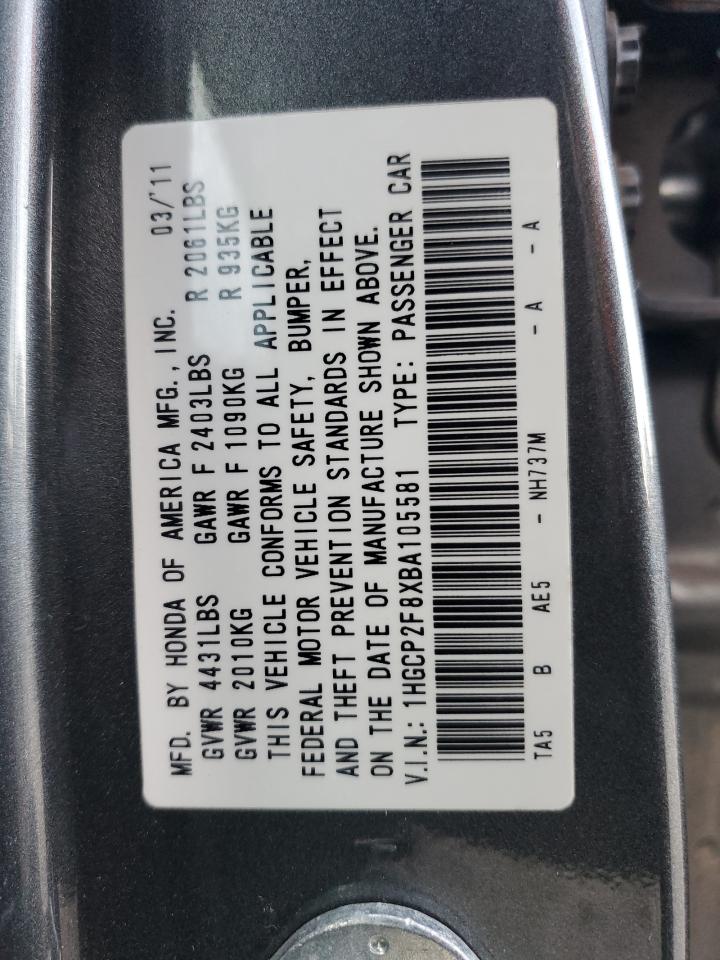 MFD. BY HONDA OF AMERICA MFG., INC. 03/'11
GVWR 4431LBS GAWR F 2403LBS R 2061LBS
GVWR 2010KG GAWR F 1090KG R 935KG
THIS VEHICLE CONFORMS TO ALL APPLICABLE
FEDERAL MOTOR VEHICLE SAFETY, BUMPER,
AND THEFT PREVENTION STANDARDS IN EFFECT
ON THE DATE OF MANUFACTURE SHOWN ABOVE.
V.I.N.: 1HGCP2F8XBA105581 TYPE: PASSENGER CAR
TA5 B AE5 - NH737M - A - A